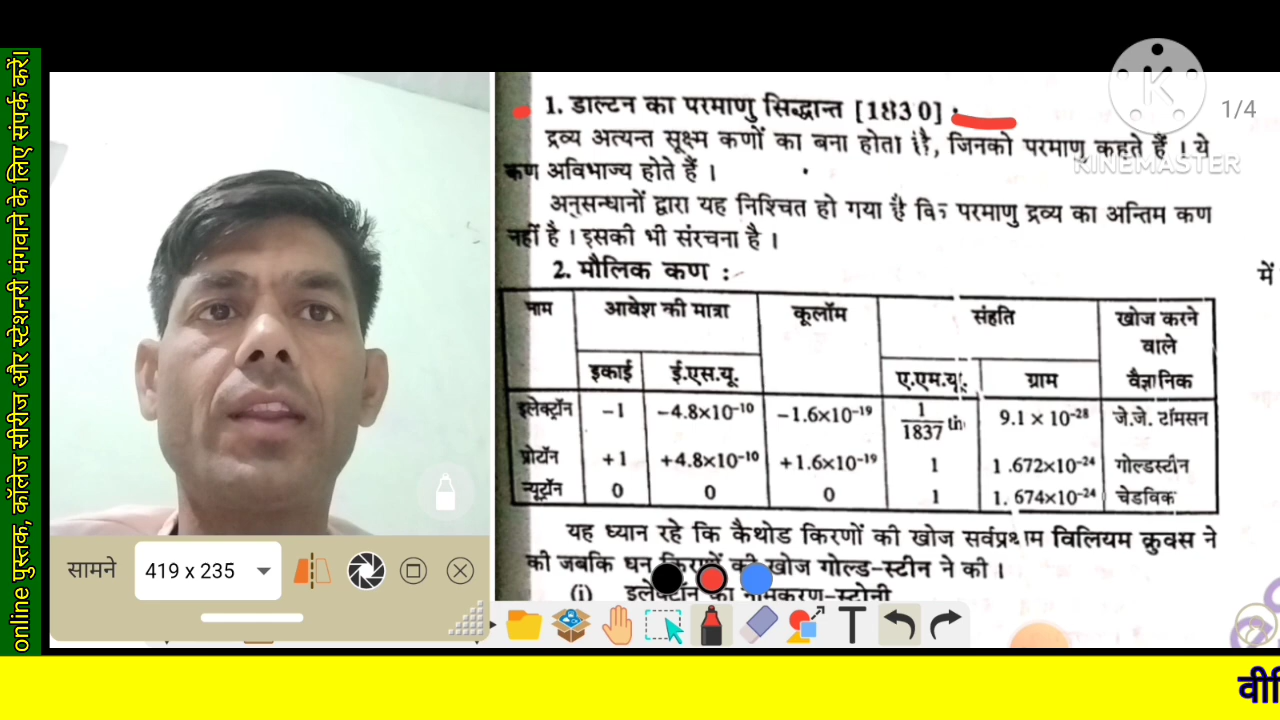 online पुस्तक, कॉलेज सीरीज और स्टेशनरी मंगवाने के लिए संपर्क करें।
KINEMASTER
1/4
1. डाल्टन का परमाणु सिद्धान्त [1830] :
द्रव्य अत्यन्त सूक्ष्म कणों का बना होता है, जिनको परमाणु कहते हैं । ये
कण अविभाज्य होते हैं ।
अनुसन्धानों द्वारा यह निश्चित हो गया है कि परमाणु द्रव्य का अन्तिम कण
नहीं है । इसकी भी संरचना है ।
2. मौलिक कण :
में
नाम आवेश की मात्रा कूलॉम संहति खोज करने
वाले
इकाई ई.एस.यू. ए.एम.यू. ग्राम वैज्ञानिक
इलेक्ट्रॉन −1 −4.8×10⁻¹⁰ −1.6×10⁻¹⁹ 1/1837 th 9.1 × 10⁻²⁸ जे.जे. टॉमसन
प्रोटॉन +1 +4.8×10⁻¹⁰ +1.6×10⁻¹⁹ 1 1.672×10⁻²⁴ गोल्डस्टीन
न्यूट्रॉन 0 0 0 1 1.674×10⁻²⁴ चेडविक
यह ध्यान रहे कि कैथोड किरणों की खोज सर्वप्रथम विलियम क्रुक्स ने
की जबकि धन किरणों की खोज गोल्ड-स्टीन ने की ।
(i) इलेक्ट्रॉन का नामकरण-स्टोनी
सामने 419 x 235
T